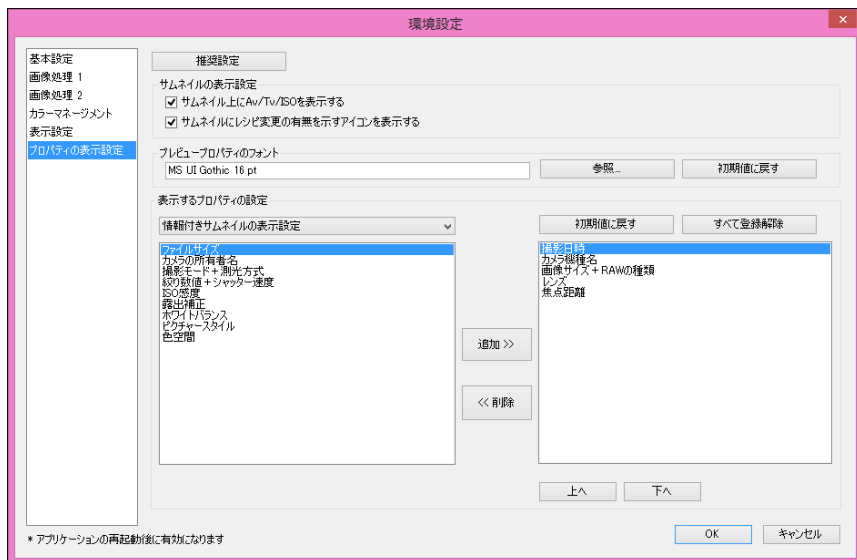 環境設定
基本設定
画像処理 1
画像処理 2
カラーマネージメント
表示設定
プロパティの表示設定
推奨設定
サムネイルの表示設定
サムネイル上にAv/Tv/ISOを表示する
サムネイルにレシピ変更の有無を示すアイコンを表示する
プレビュープロパティのフォント
MS UI Gothic 16 pt
参照...
初期値に戻す
表示するプロパティの設定
情報付きサムネイルの表示設定
初期値に戻す
すべて登録解除
ファイルサイズ
カメラの所有者名
撮影モード + 測光方式
絞り数値 + シャッター速度
ISO感度
露出補正
ホワイトバランス
ピクチャースタイル
色空間
追加 >>
<< 削除
撮影日時
カメラ機種名
画像サイズ + RAWの種類
レンズ
焦点距離
上へ
下へ
* アプリケーションの再起動後に有効になります
OK
キャンセル